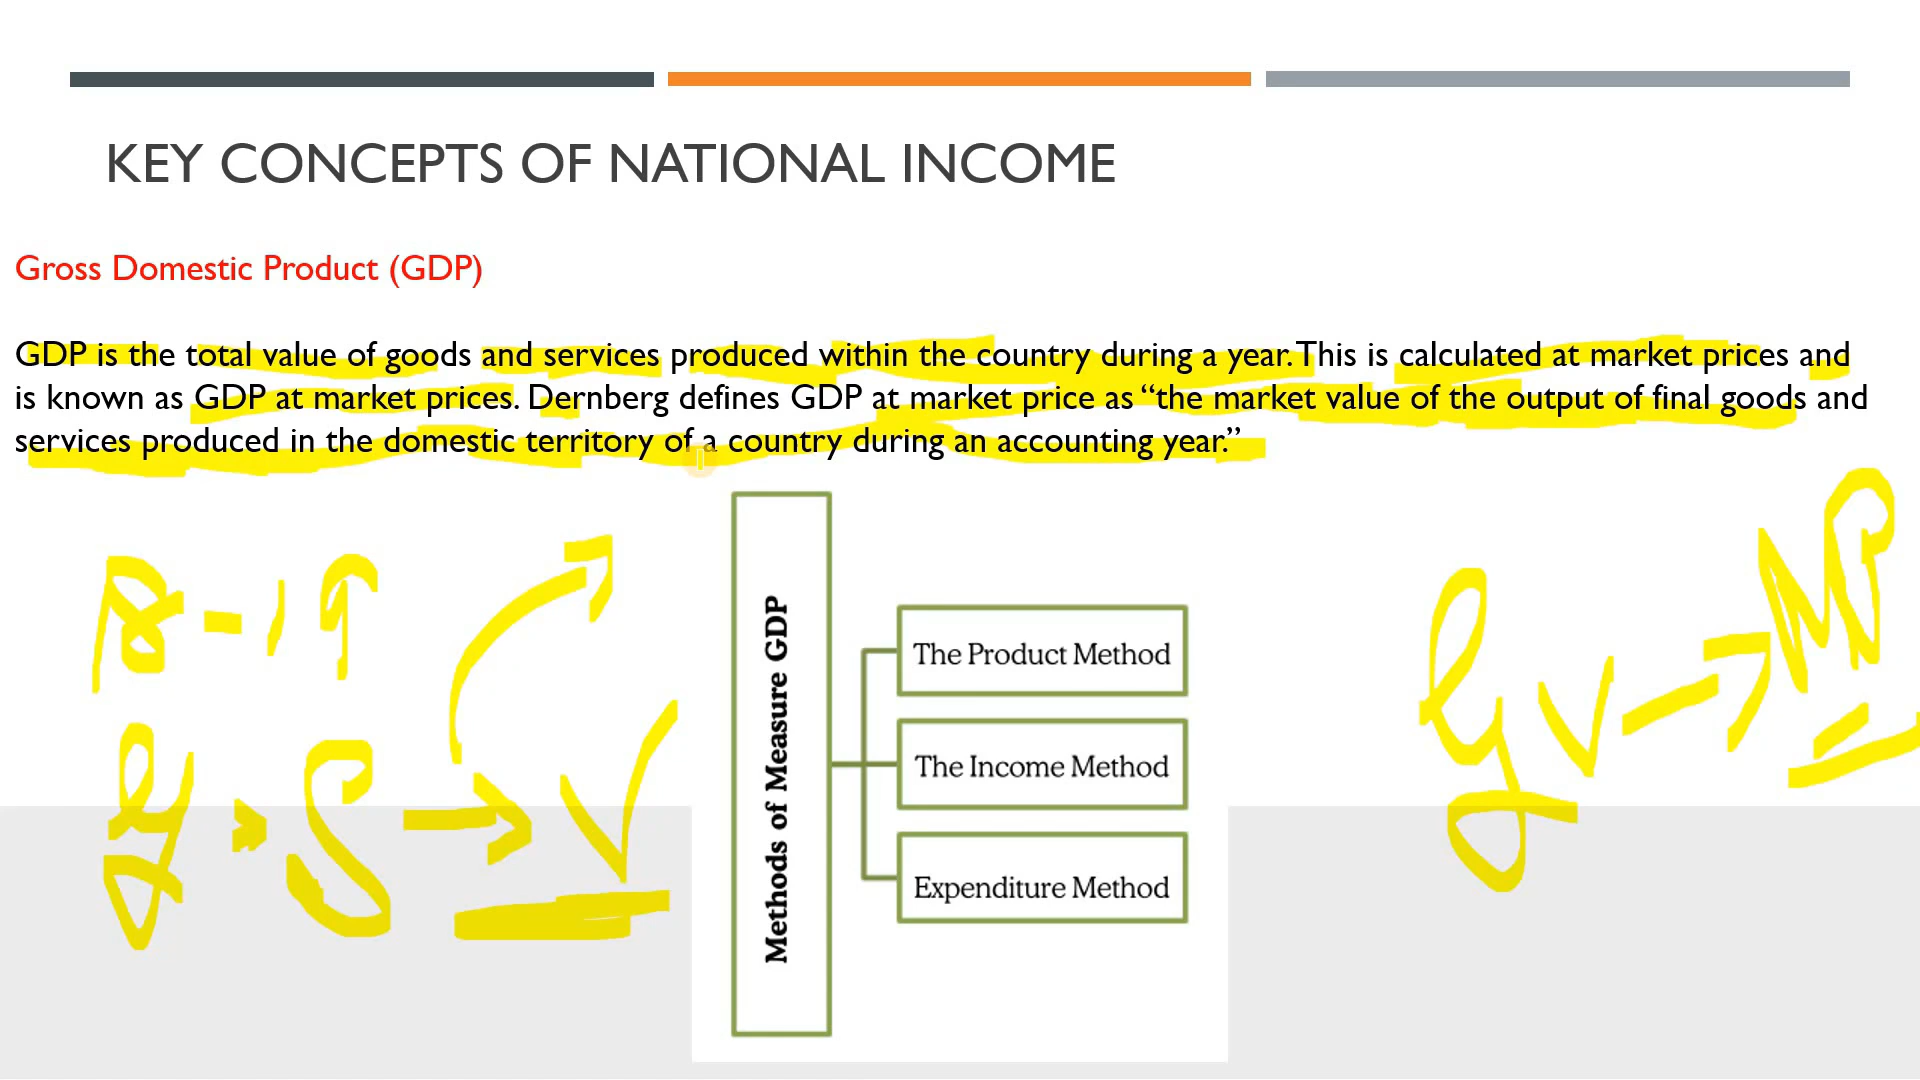 KEY CONCEPTS OF NATIONAL INCOME
Gross Domestic Product (GDP)
GDP is the total value of goods and services produced within the country during a year. This is calculated at market prices and
is known as GDP at market prices. Dernberg defines GDP at market price as “the market value of the output of final goods and
services produced in the domestic territory of a country during an accounting year.”
Methods of Measure GDP
The Product Method
The Income Method
Expenditure Method